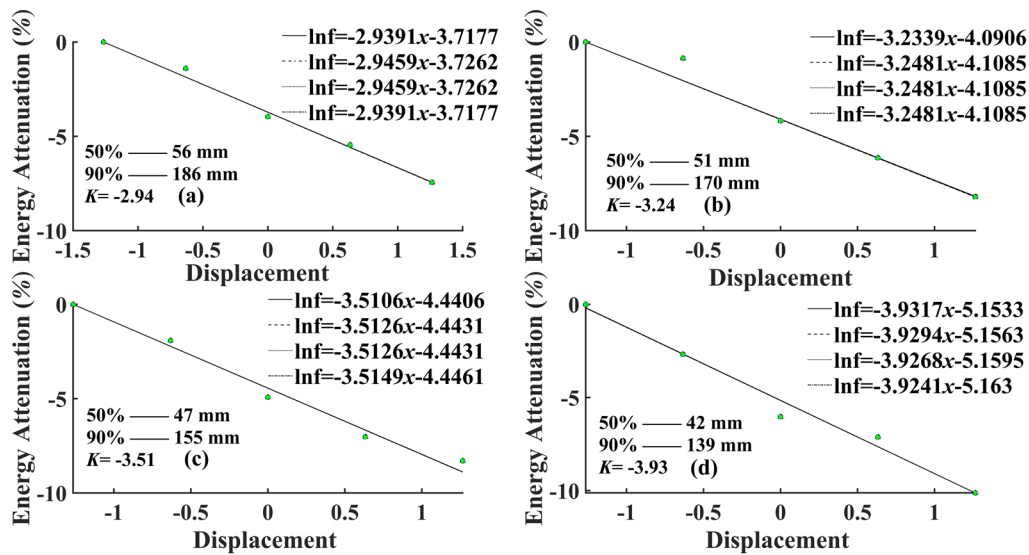 Energy Attenuation (%)
0
-5
-10
lnf=-2.9391x-3.7177
lnf=-2.9459x-3.7262
lnf=-2.9459x-3.7262
lnf=-2.9391x-3.7177
50% 56 mm
90% 186 mm
K= -2.94 (a)
-1.5 -1 -0.5 0 0.5 1 1.5
Displacement
Energy Attenuation (%)
0
-5
-10
lnf=-3.2339x-4.0906
lnf=-3.2481x-4.1085
lnf=-3.2481x-4.1085
lnf=-3.2481x-4.1085
50% 51 mm
90% 170 mm
K= -3.24 (b)
-1 -0.5 0 0.5 1
Displacement
Energy Attenuation (%)
0
-5
-10
lnf=-3.5106x-4.4406
lnf=-3.5126x-4.4431
lnf=-3.5126x-4.4431
lnf=-3.5149x-4.4461
50% 47 mm
90% 155 mm
K= -3.51 (c)
-1 -0.5 0 0.5 1
Displacement
Energy Attenuation (%)
0
-5
-10
lnf=-3.9317x-5.1533
lnf=-3.9294x-5.1563
lnf=-3.9268x-5.1595
lnf=-3.9241x-5.163
50% 42 mm
90% 139 mm
K= -3.93 (d)
-1 -0.5 0 0.5 1
Displacement